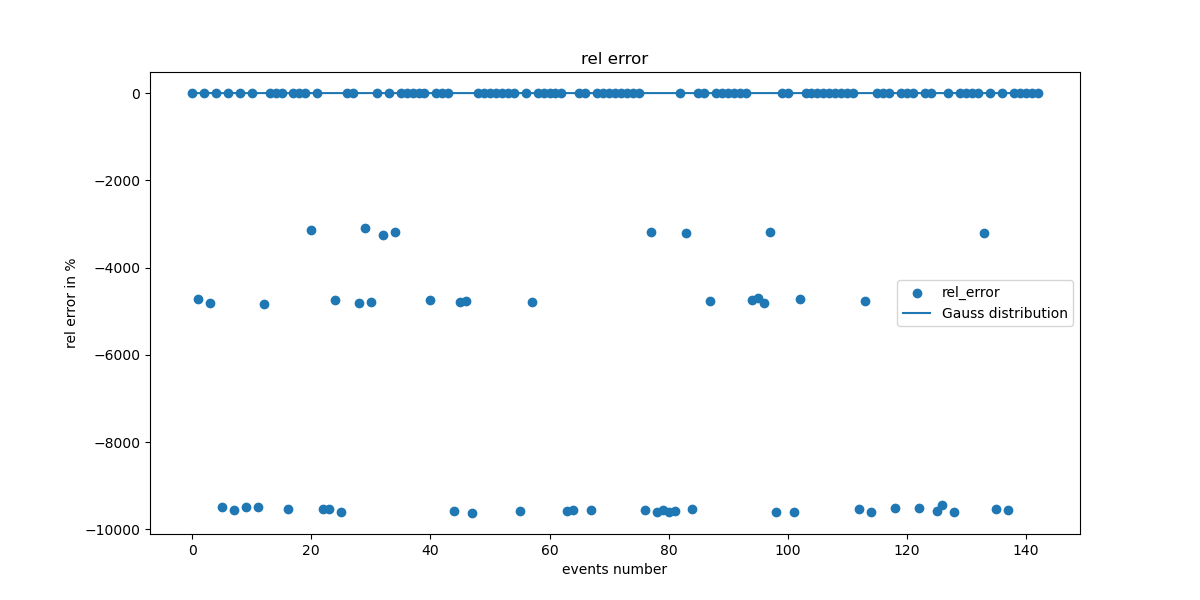 rel error
0
−2000
−4000
−6000
−8000
−10000
rel error in %
rel_error
Gauss distribution
0 20 40 60 80 100 120 140
events number